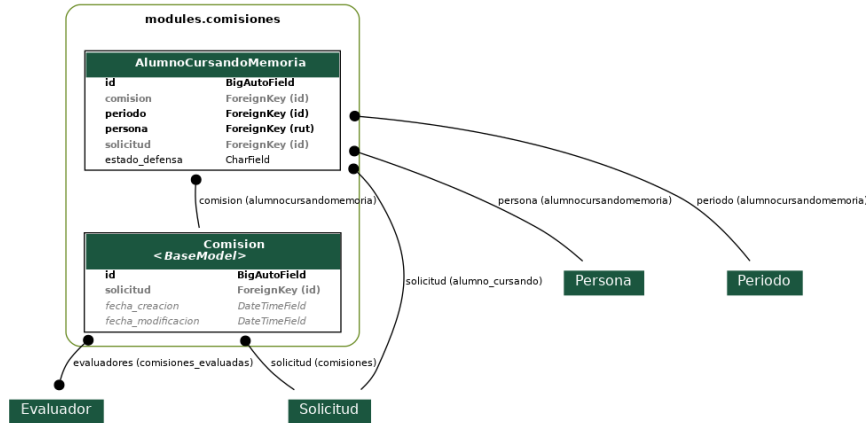 modules.comisiones
AlumnoCursandoMemoria
id BigAutoField
comision ForeignKey (id)
periodo ForeignKey (id)
persona ForeignKey (rut)
solicitud ForeignKey (id)
estado_defensa CharField
comision (alumnocursandomemoria)
persona (alumnocursandomemoria)
periodo (alumnocursandomemoria)
Comision
<BaseModel>
id BigAutoField
solicitud ForeignKey (id)
fecha_creacion DateTimeField
fecha_modificacion DateTimeField
solicitud (alumno_cursando)
Persona
Periodo
evaluadores (comisiones_evaluadas)
solicitud (comisiones)
Evaluador
Solicitud